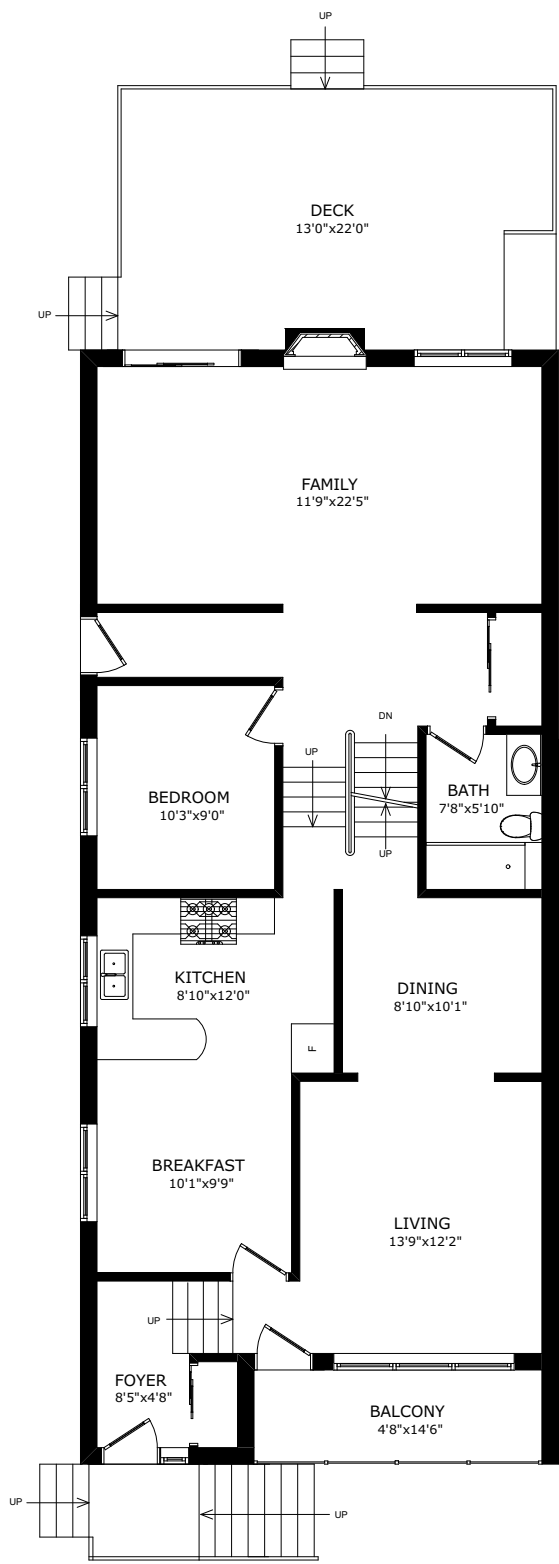 UP
DECK
13'0"x22'0"
UP
FAMILY
11'9"x22'5"
DN
UP
BEDROOM
10'3"x9'0"
BATH
7'8"x5'10"
UP
KITCHEN
8'10"x12'0"
DINING
8'10"x10'1"
F
BREAKFAST
10'1"x9'9"
LIVING
13'9"x12'2"
UP
FOYER
8'5"x4'8"
BALCONY
4'8"x14'6"
UP
UP